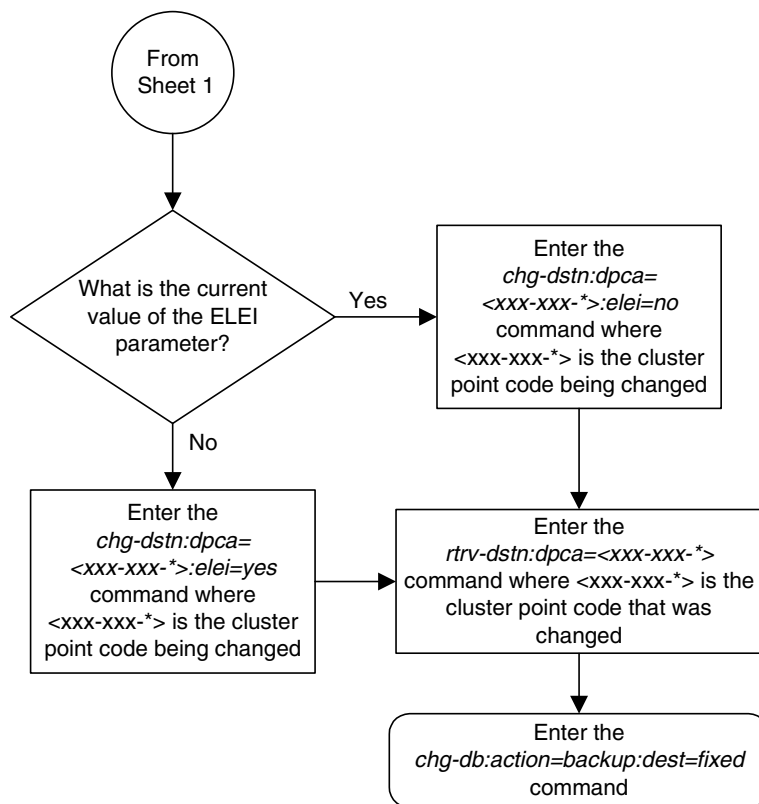 From
Sheet 1
What is the current
value of the ELEI
parameter?
Yes
Enter the
chg-dstn:dpca=
<xxx-xxx-*>:elei=no
command where
<xxx-xxx-*> is the cluster
point code being changed
No
Enter the
chg-dstn:dpca=
<xxx-xxx-*>:elei=yes
command where
<xxx-xxx-*> is the cluster
point code being changed
Enter the
rtrv-dstn:dpca=<xxx-xxx-*>
command where <xxx-xxx-*> is the
cluster point code that was
changed
Enter the
chg-db:action=backup:dest=fixed
command